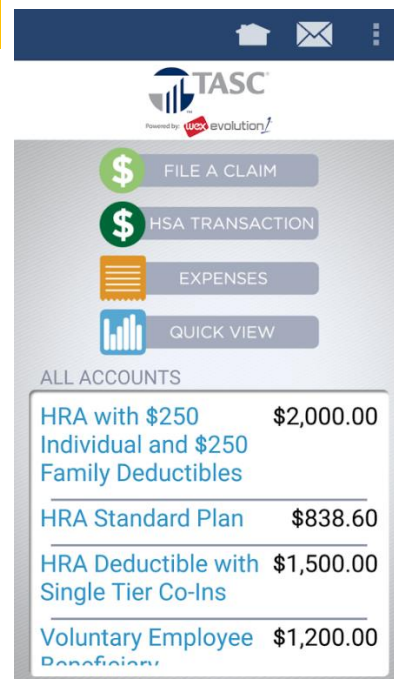 TASC
Powered by: wex evolution1
$ FILE A CLAIM
$ HSA TRANSACTION
EXPENSES
QUICK VIEW
ALL ACCOUNTS
HRA with $250 $2,000.00
Individual and $250
Family Deductibles
HRA Standard Plan $838.60
HRA Deductible with $1,500.00
Single Tier Co-Ins
Voluntary Employee $1,200.00
Beneficiary